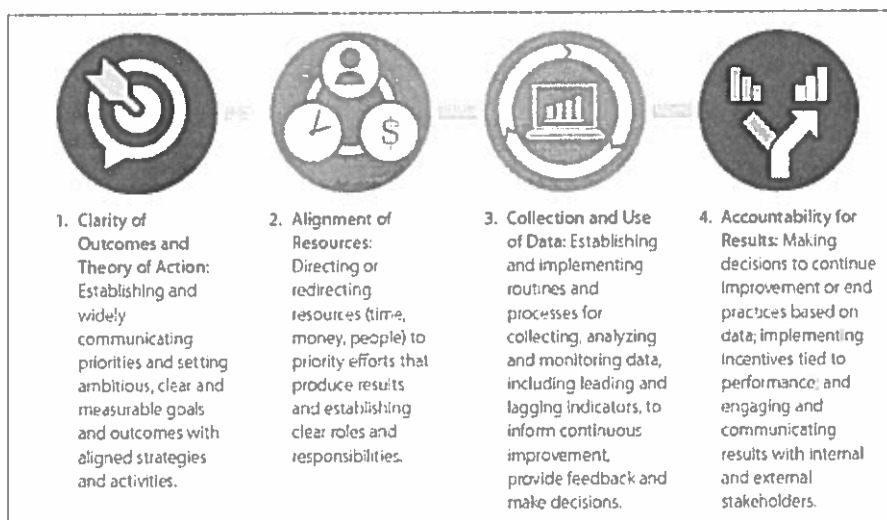 $
1. Clarity of
Outcomes and
Theory of Action:
Establishing and
widely
communicating
priorities and setting
ambitious, clear and
measurable goals
and outcomes with
aligned strategies
and activities.
2. Alignment of
Resources:
Directing or
redirecting
resources (time,
money, people) to
priority efforts that
produce results
and establishing
clear roles and
responsibilities.
3. Collection and Use
of Data: Establishing
and implementing
routines and
processes for
collecting, analyzing
and monitoring data,
including leading and
lagging indicators, to
inform continuous
improvement,
provide feedback and
make decisions.
4. Accountability for
Results: Making
decisions to continue
improvement or end
practices based on
data; implementing
incentives tied to
performance; and
engaging and
communicating
results with internal
and external
stakeholders.